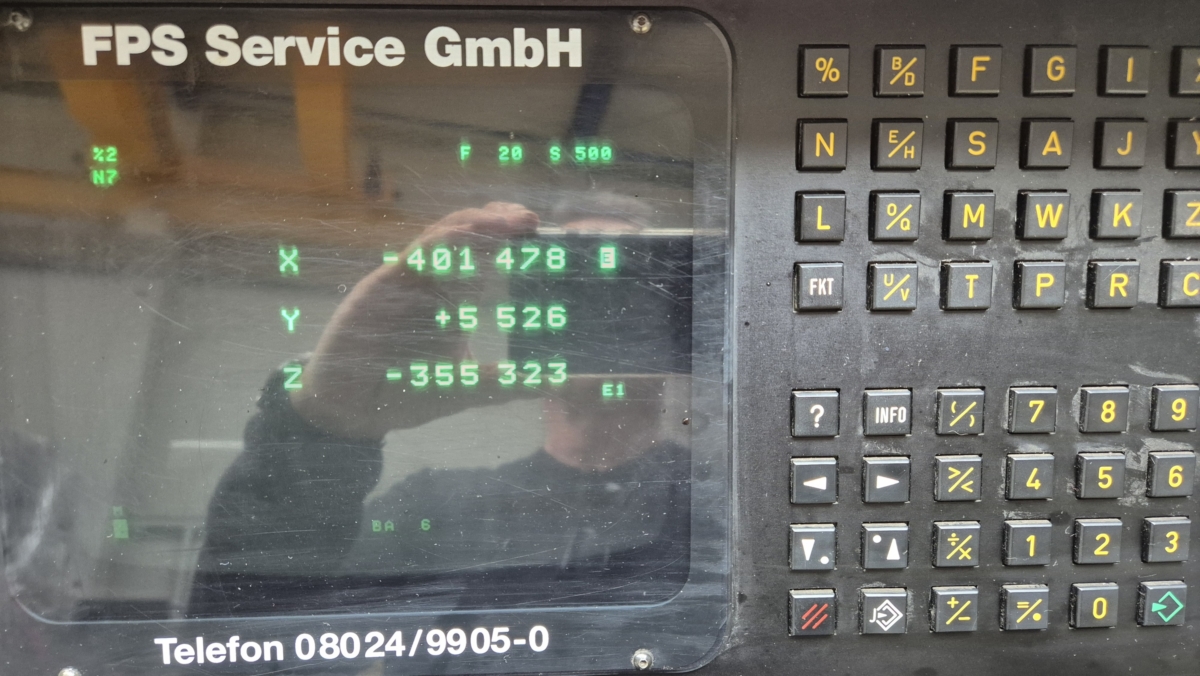 FPS Service GmbH
%2
N7
F 20 S 500
X -401 478 E
Y +5 526
Z -355 323
E1
BA 6
Telefon 08024/9905-0
% B/D F G I
N E/H S A J
L O/Q M W K Z
FKT U/V T P R C
? INFO (/) 7 8 9
◄ ► >/< 4 5 6
▼. •▲ ÷/× 1 2 3
+/- =/• 0